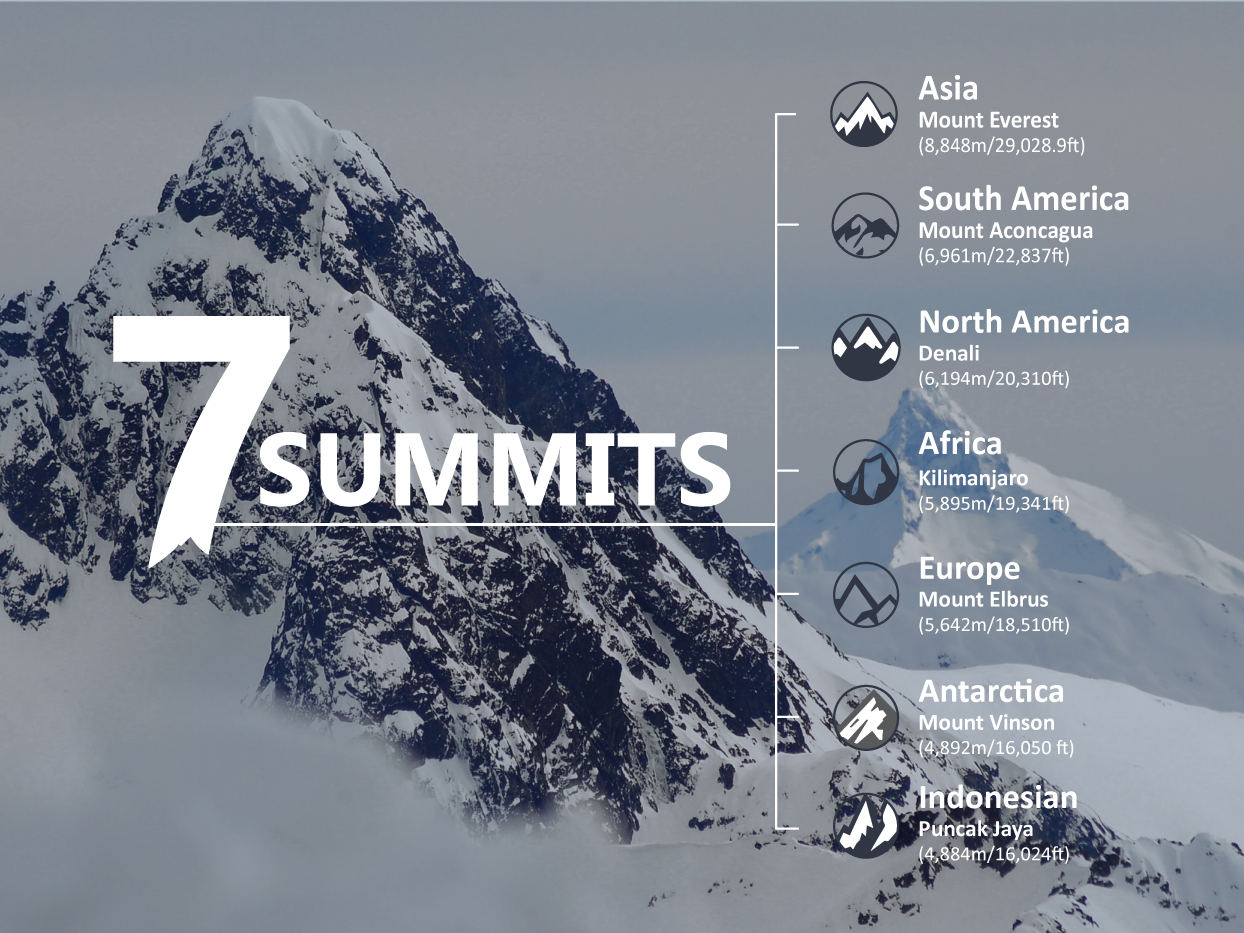 7 SUMMITS
Asia
Mount Everest
(8,848m/29,028.9ft)
South America
Mount Aconcagua
(6,961m/22,837ft)
North America
Denali
(6,194m/20,310ft)
Africa
Kilimanjaro
(5,895m/19,341ft)
Europe
Mount Elbrus
(5,642m/18,510ft)
Antarctica
Mount Vinson
(4,892m/16,050 ft)
Indonesian
Puncak Jaya
(4,884m/16,024ft)